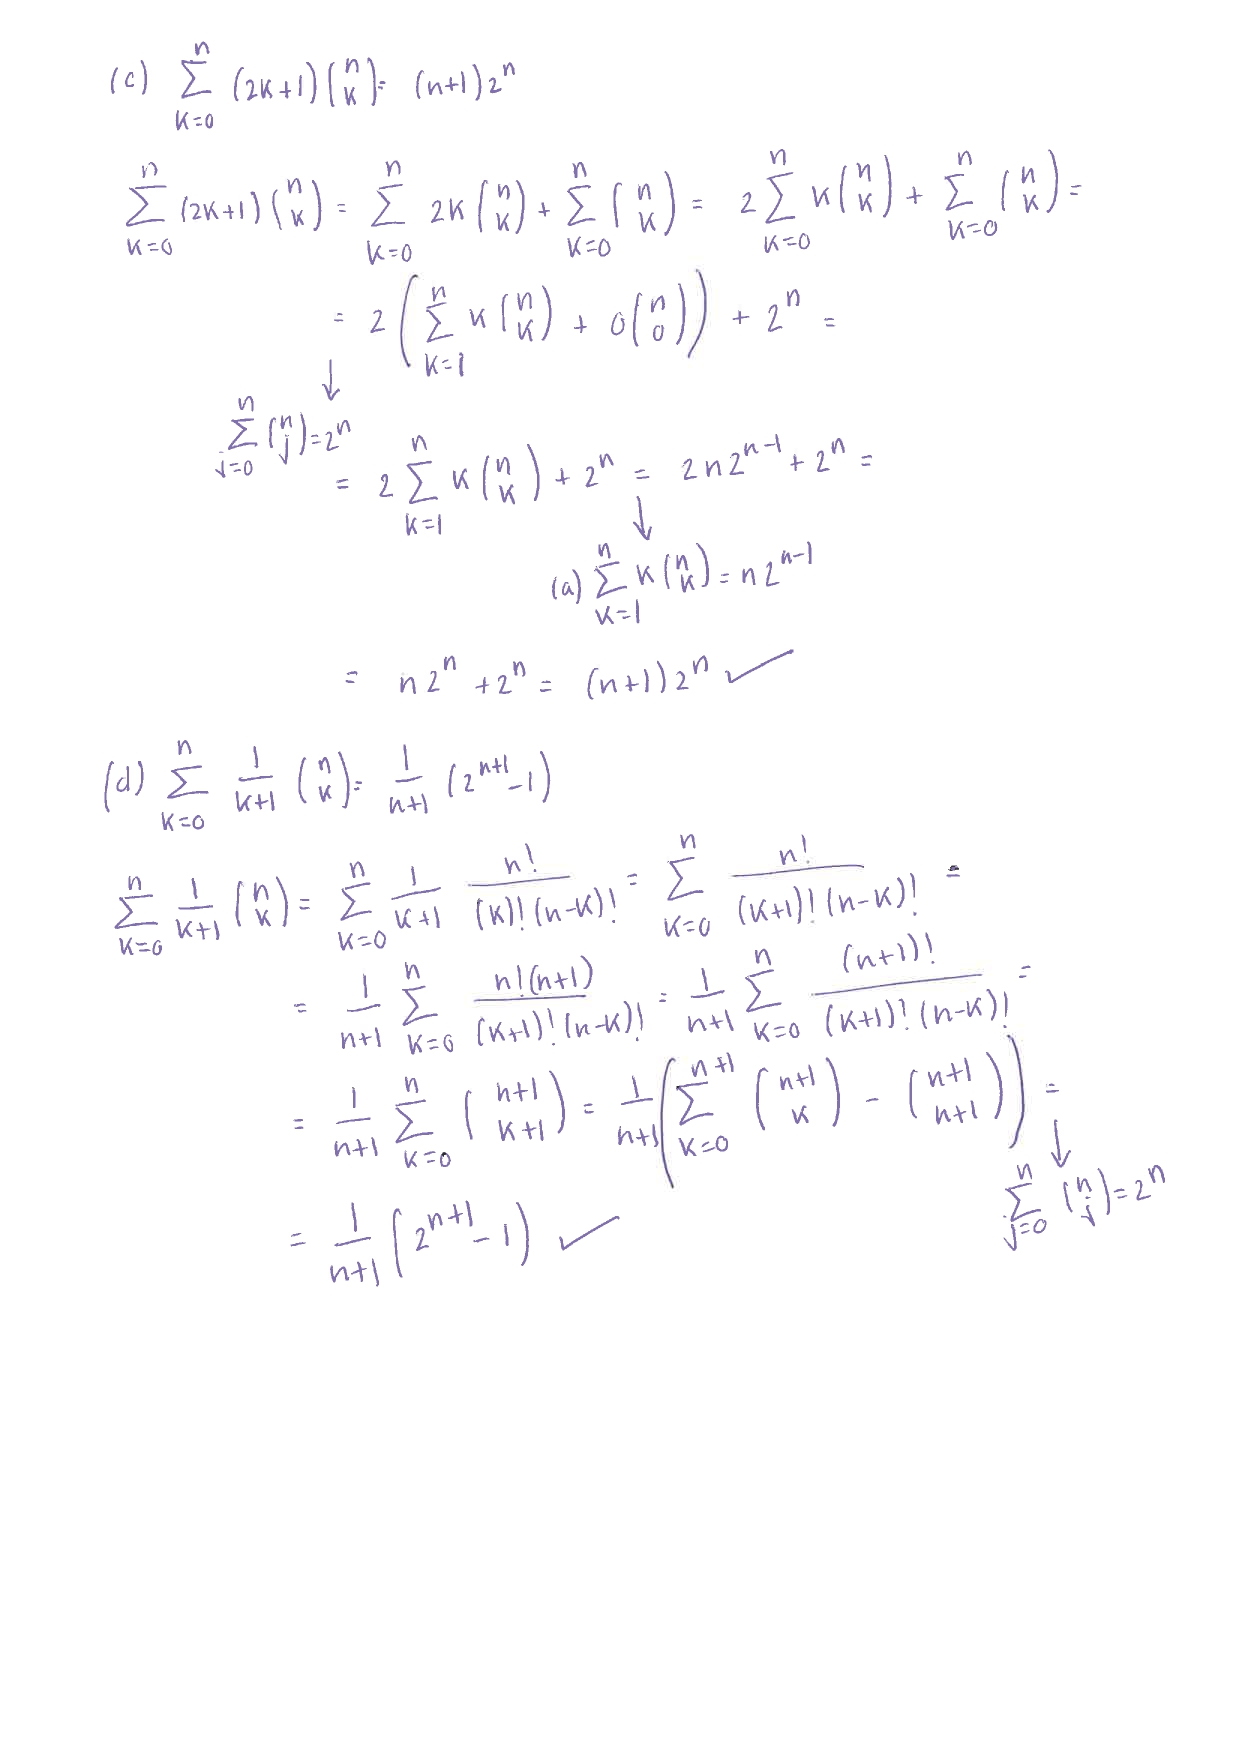 (c) \sum_{k=0}^{n} (2k+1) \binom{n}{k} = (n+1) 2^n
\sum_{k=0}^{n} (2k+1) \binom{n}{k} = \sum_{k=0}^{n} 2k \binom{n}{k} + \sum_{k=0}^{n} \binom{n}{k} = 2 \sum_{k=0}^{n} k \binom{n}{k} + \sum_{k=0}^{n} \binom{n}{k} =
= 2 \left( \sum_{k=1}^{n} k \binom{n}{k} + 0 \binom{n}{0} \right) + 2^n =
↓
\sum_{j=0}^{n} \binom{n}{j} = 2^n
= 2 \sum_{k=1}^{n} k \binom{n}{k} + 2^n = 2n2^{n-1} + 2^n =
↓
(a) \sum_{k=1}^{n} k \binom{n}{k} = n2^{n-1}
= n2^n + 2^n = (n+1) 2^n ✓
(d) \sum_{k=0}^{n} \frac{1}{k+1} \binom{n}{k} = \frac{1}{n+1} (2^{n+1} - 1)
\sum_{k=0}^{n} \frac{1}{k+1} \binom{n}{k} = \sum_{k=0}^{n} \frac{1}{k+1} \frac{n!}{(k)!(n-k)!} = \sum_{k=0}^{n} \frac{n!}{(k+1)!(n-k)!} =
= \frac{1}{n+1} \sum_{k=0}^{n} \frac{n!(n+1)}{(k+1)!(n-k)!} = \frac{1}{n+1} \sum_{k=0}^{n} \frac{(n+1)!}{(k+1)!(n-k)!} =
= \frac{1}{n+1} \sum_{k=0}^{n} \binom{n+1}{k+1} = \frac{1}{n+1} \left( \sum_{k=0}^{n+1} \binom{n+1}{k} - \binom{n+1}{n+1} \right) =
↓
\sum_{j=0}^{n} \binom{n}{j} = 2^n
= \frac{1}{n+1} \left( 2^{n+1} - 1 \right) ✓